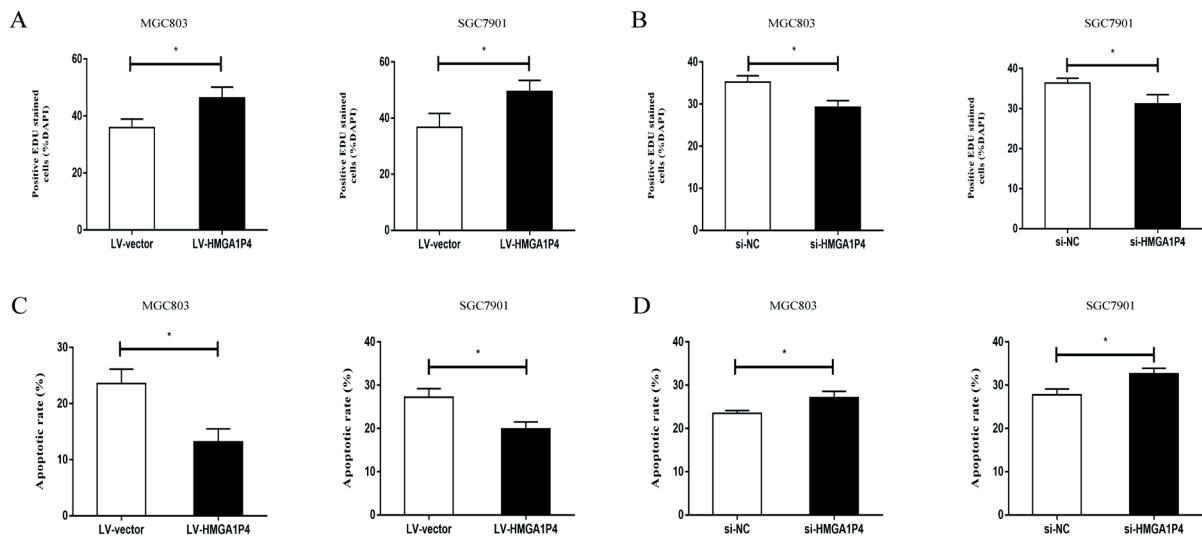 A
MGC803
Positive EDU stained
cells (%DAPI)
60
40
20
0
*
LV-vector
LV-HMGA1P4
SGC7901
Positive EDU stained
cells (%DAPI)
60
40
20
0
*
LV-vector
LV-HMGA1P4
B
MGC803
Positive EDU stained
cells (%DAPI)
40
30
20
10
0
*
si-NC
si-HMGA1P4
SGC7901
Positive EDU stained
cells (%DAPI)
40
30
20
10
0
*
si-NC
si-HMGA1P4
C
MGC803
Apoptotic rate (%)
30
20
10
0
*
LV-vector
LV-HMGA1P4
SGC7901
Apoptotic rate (%)
40
30
20
10
0
*
LV-vector
LV-HMGA1P4
D
MGC803
Apoptotic rate (%)
40
30
20
10
0
*
si-NC
si-HMGA1P4
SGC7901
Apoptotic rate (%)
40
30
20
10
0
*
si-NC
si-HMGA1P4